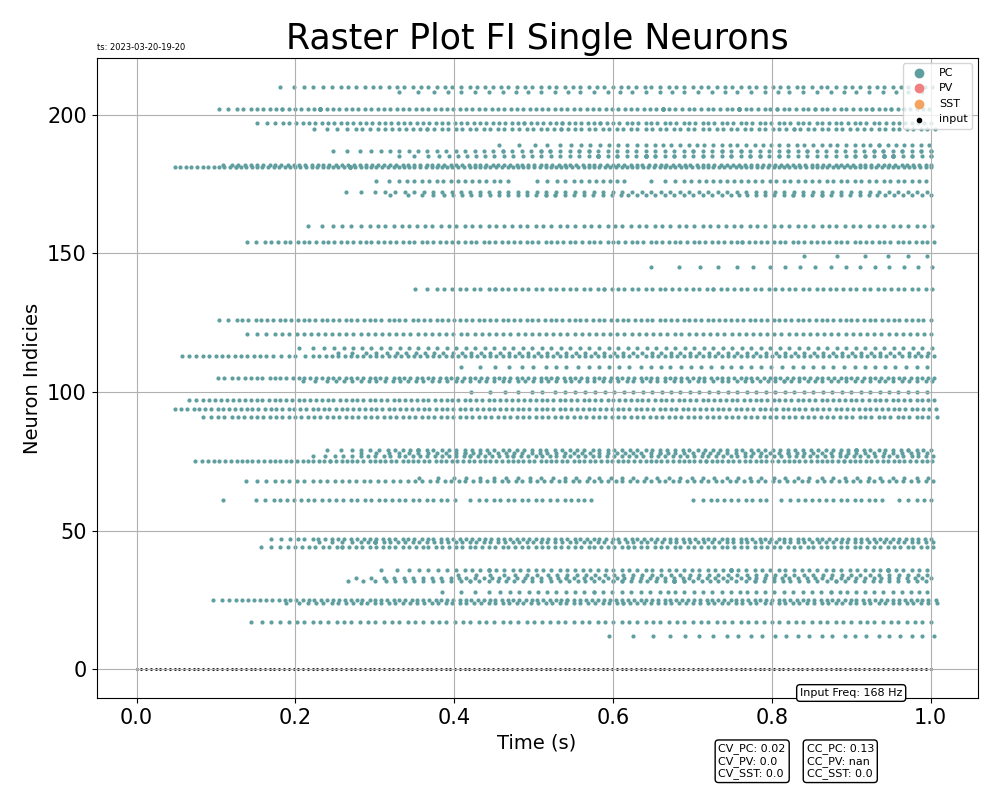 Raster Plot FI Single Neurons
ts: 2023-03-20-19-20
PC
PV
SST
input
200
150
100
50
0
Neuron Indicies
0.0 0.2 0.4 0.6 0.8 1.0
Time (s)
Input Freq: 168 Hz
CV_PC: 0.02
CV_PV: 0.0
CV_SST: 0.0
CC_PC: 0.13
CC_PV: nan
CC_SST: 0.0